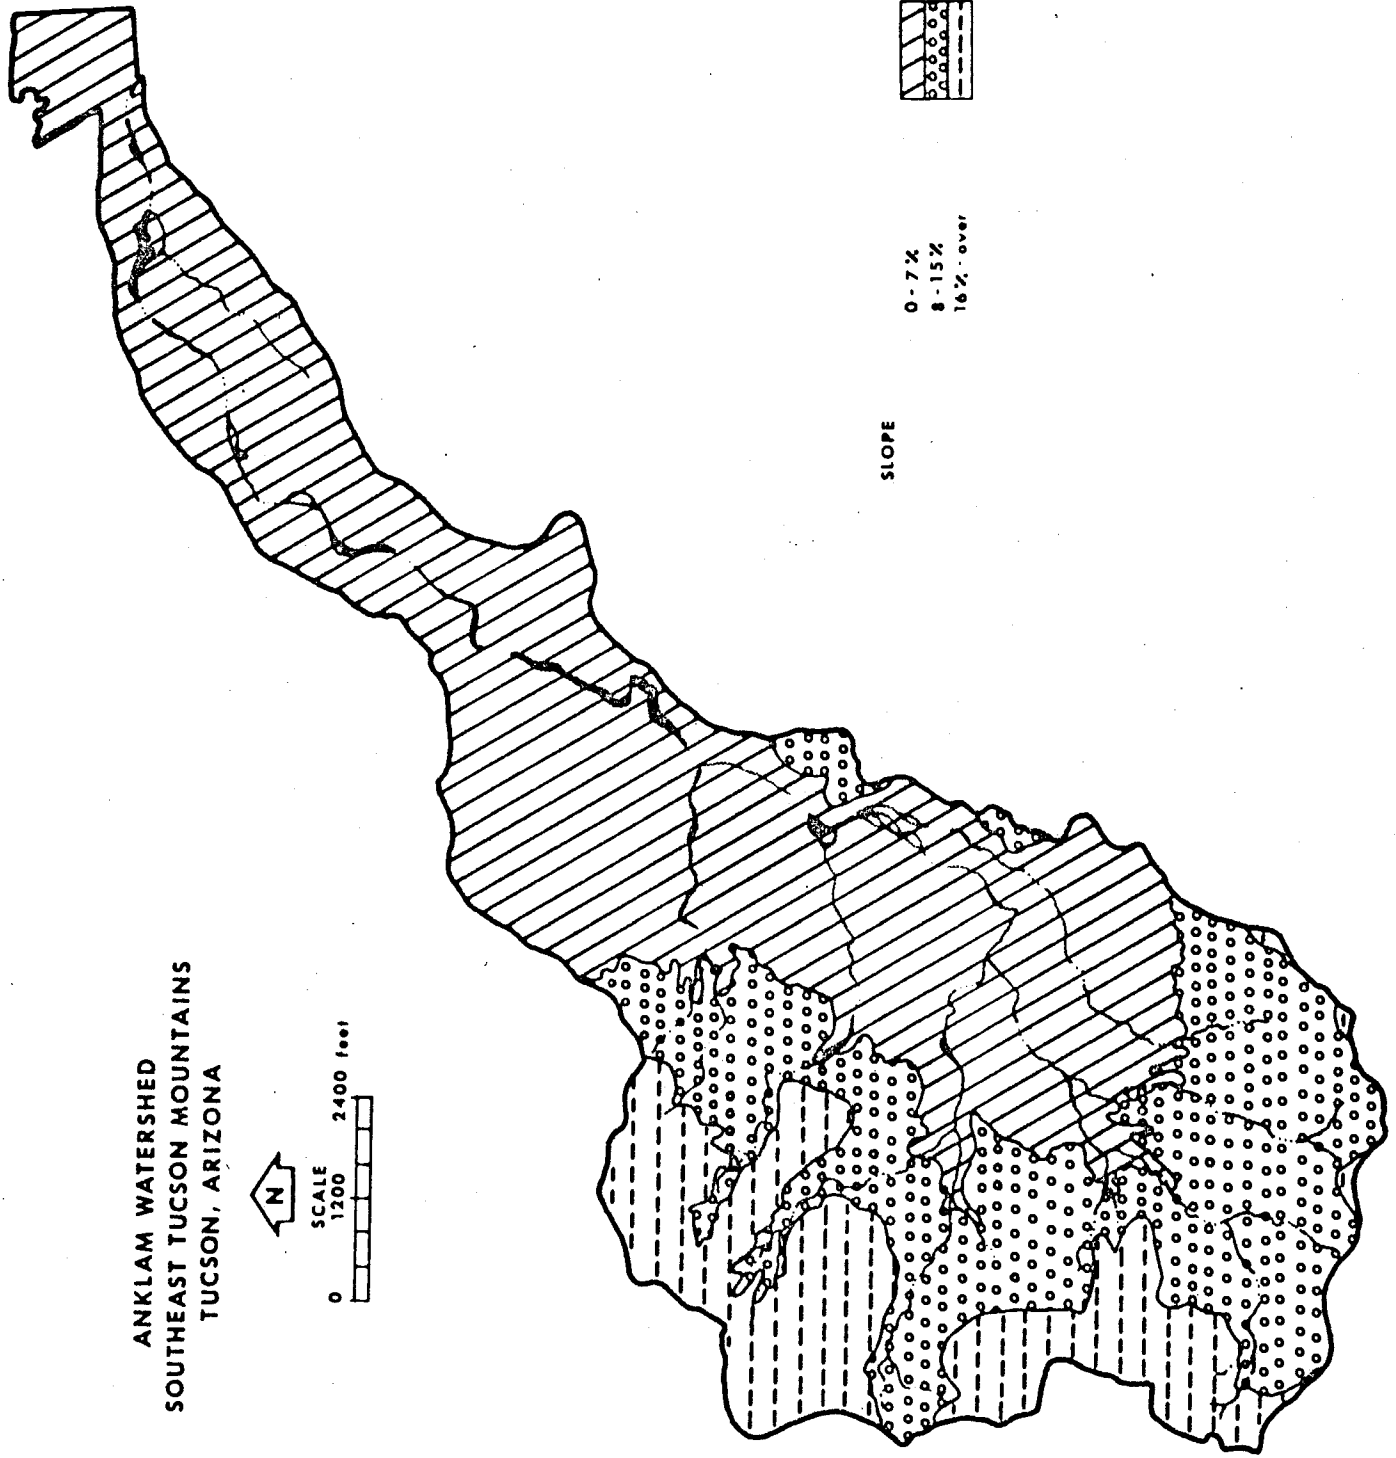 ANKLAM WATERSHED
SOUTHEAST TUCSON MOUNTAINS
TUCSON, ARIZONA
N
SCALE
0 1200 2400 feet
SLOPE
0-7%
8-15%
16%-over